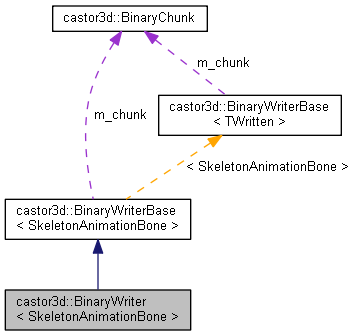 castor3d::BinaryChunk
m_chunk
castor3d::BinaryWriterBase
< TWritten >
m_chunk
< SkeletonAnimationBone >
castor3d::BinaryWriterBase
< SkeletonAnimationBone >
castor3d::BinaryWriter
< SkeletonAnimationBone >